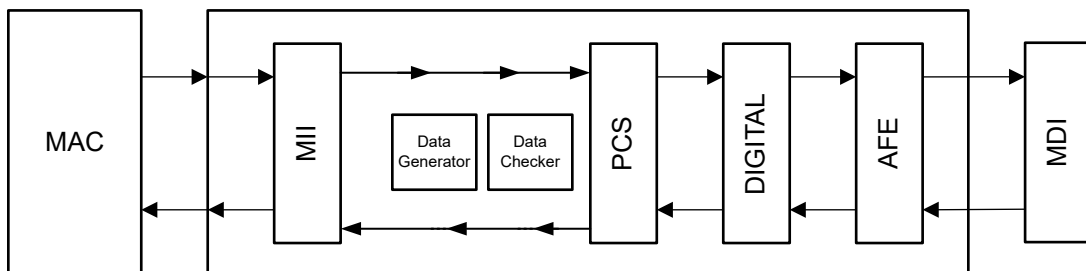 MAC
MII
Data
Generator
Data
Checker
PCS
DIGITAL
AFE
MDI